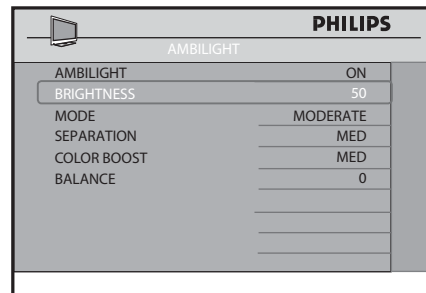 PHILIPS
AMBILIGHT
AMBILIGHT ON
BRIGHTNESS 50
MODE MODERATE
SEPARATION MED
COLOR BOOST MED
BALANCE 0